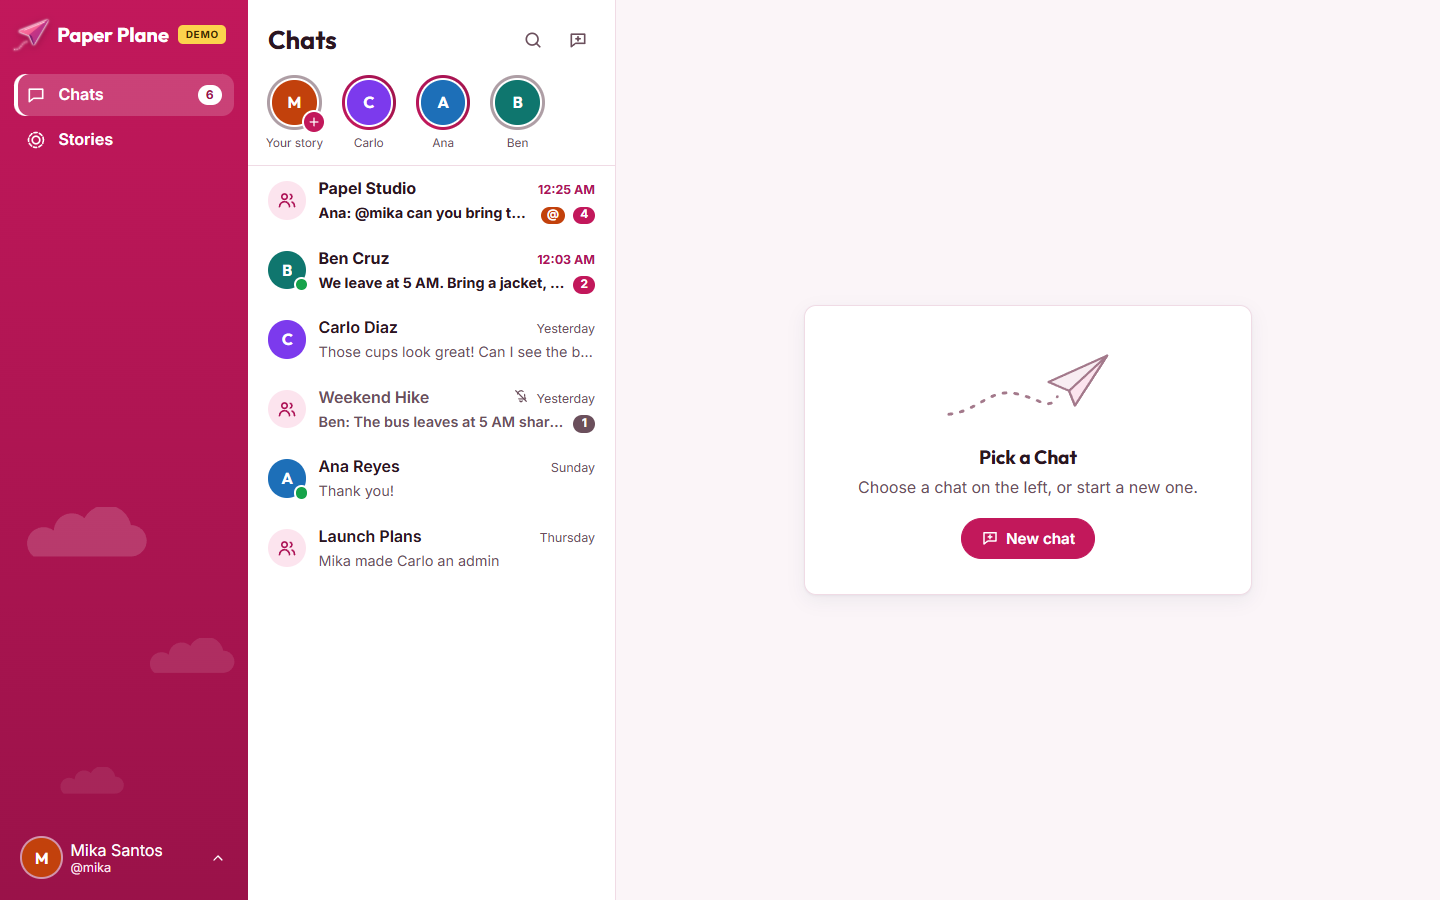 Paper Plane DEMO
Chats 6
Stories
M Mika Santos
@mika
Chats
M C A B
Your story Carlo Ana Ben
Papel Studio 12:25 AM
Ana: @mika can you bring t... @ 4
B Ben Cruz 12:03 AM
We leave at 5 AM. Bring a jacket, ... 2
C Carlo Diaz Yesterday
Those cups look great! Can I see the b...
Weekend Hike Yesterday
Ben: The bus leaves at 5 AM shar... 1
A Ana Reyes Sunday
Thank you!
Launch Plans Thursday
Mika made Carlo an admin
Pick a Chat
Choose a chat on the left, or start a new one.
New chat